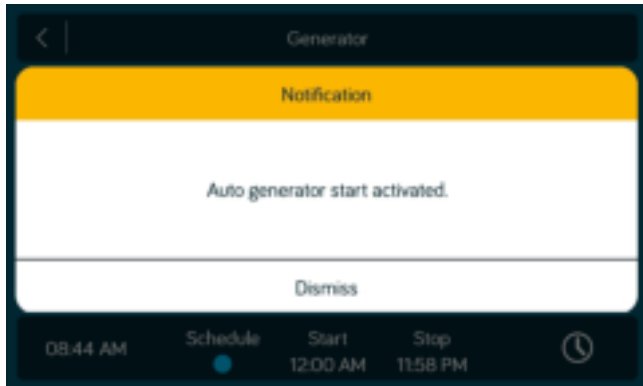 Generator
Notification
Auto generator start activated.
Dismiss
08:44 AM
Schedule Start Stop
12:00 AM 11:58 PM